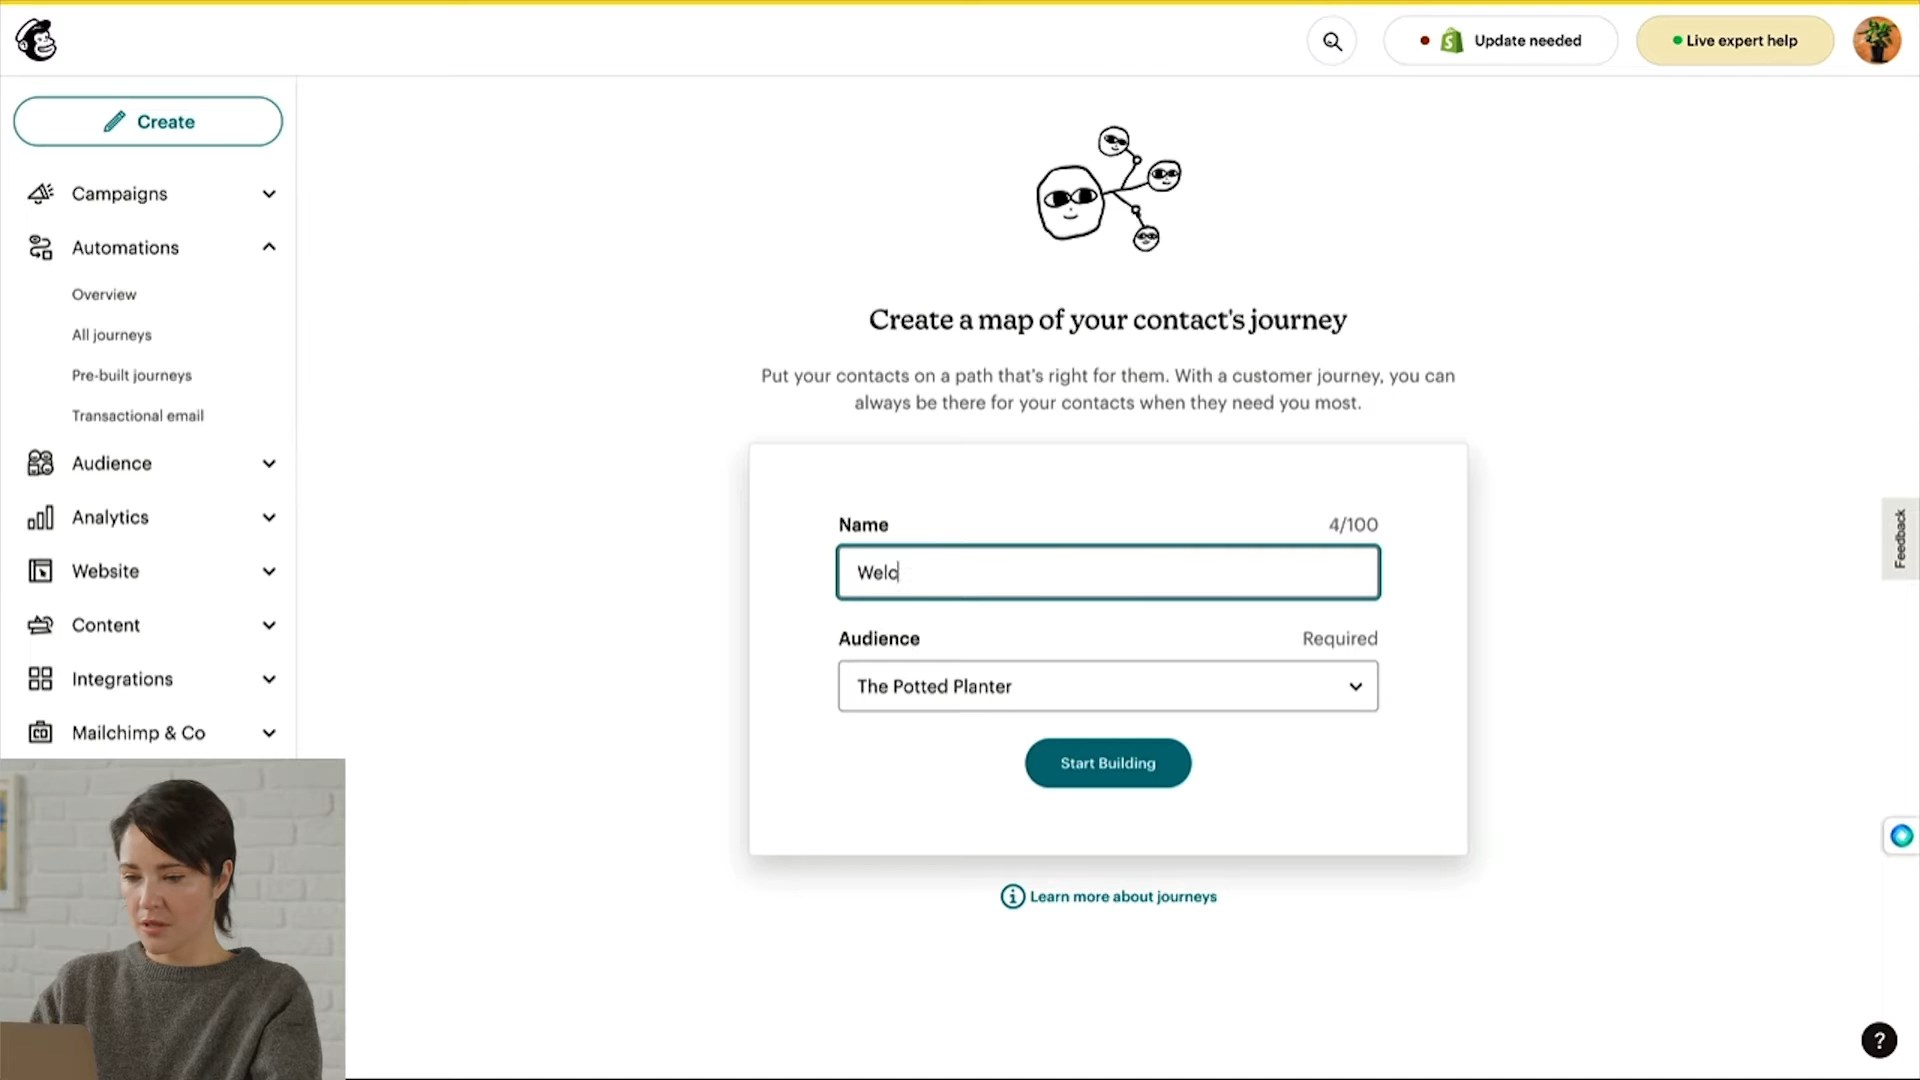 Update needed
Live expert help
Create
Campaigns
Automations
Overview
All journeys
Pre-built journeys
Transactional email
Audience
Analytics
Website
Content
Integrations
CO Mailchimp & Co
Create a map of your contact's journey
Put your contacts on a path that's right for them. With a customer journey, you can
always be there for your contacts when they need you most.
Name 4/100
Welc
Audience Required
The Potted Planter
Start Building
Learn more about journeys
Feedback
?